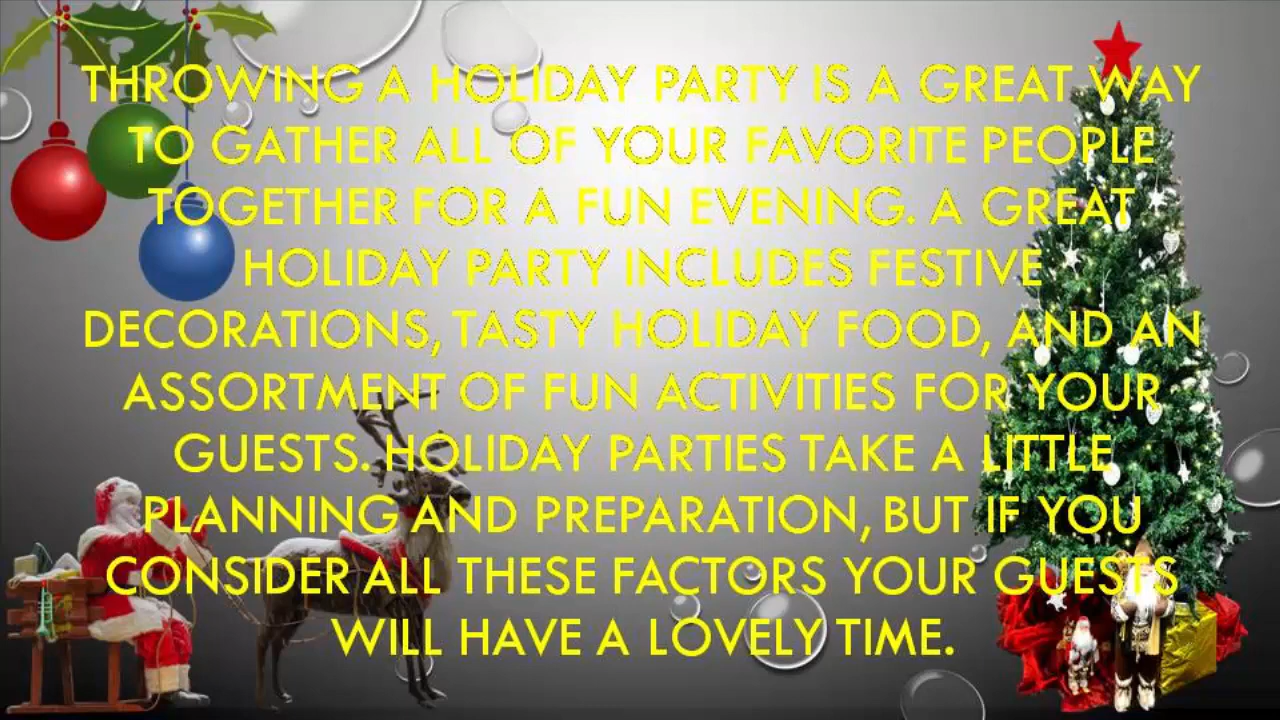 THROWING A HOLIDAY PARTY IS A GREAT WAY
TO GATHER ALL OF YOUR FAVORITE PEOPLE
TOGETHER FOR A FUN EVENING. A GREAT
HOLIDAY PARTY INCLUDES FESTIVE
DECORATIONS, TASTY HOLIDAY FOOD, AND AN
ASSORTMENT OF FUN ACTIVITIES FOR YOUR
GUESTS. HOLIDAY PARTIES TAKE A LITTLE
PLANNING AND PREPARATION, BUT IF YOU
CONSIDER ALL THESE FACTORS YOUR GUESTS
WILL HAVE A LOVELY TIME.